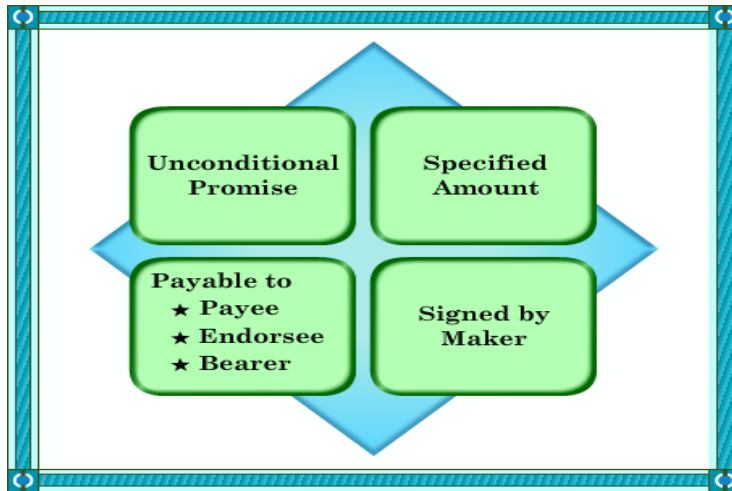 Unconditional
Promise
Specified
Amount
Payable to
★ Payee
★ Endorsee
★ Bearer
Signed by
Maker